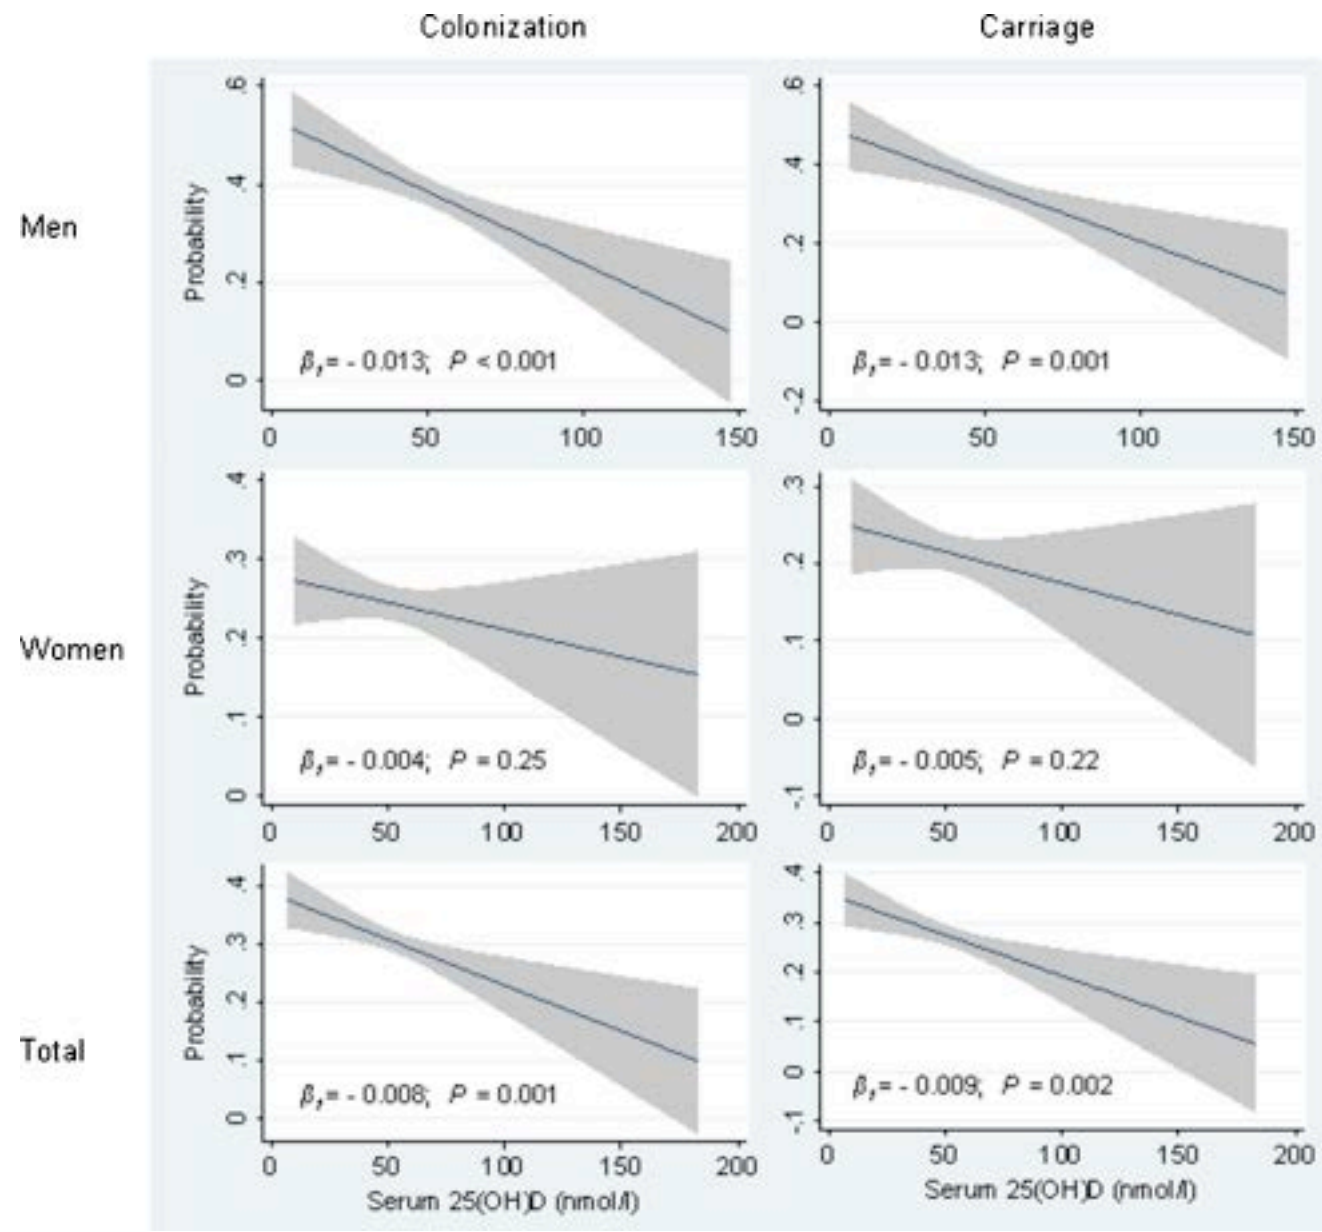 Colonization
Carriage
Men
Probability
.6
.4
.2
0
β₁= - 0.013; P < 0.001
0 50 100 150
.6
.4
.2
0
-.2
β₁= - 0.013; P = 0.001
0 50 100 150
Women
Probability
.4
.3
.2
.1
0
β₁= - 0.004; P = 0.25
0 50 100 150 200
.3
.2
.1
0
-.1
β₁= - 0.005; P = 0.22
0 50 100 150 200
Total
Probability
.4
.3
.2
.1
0
β₁= - 0.008; P = 0.001
0 50 100 150 200
Serum 25(OH)D (nmol/l)
.4
.3
.2
.1
0
-.1
β₁= - 0.009; P = 0.002
0 50 100 150 200
Serum 25(OH)D (nmol/l)